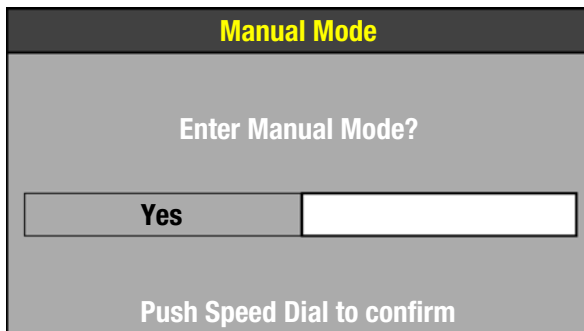 Manual Mode
Enter Manual Mode?
Yes
Push Speed Dial to confirm